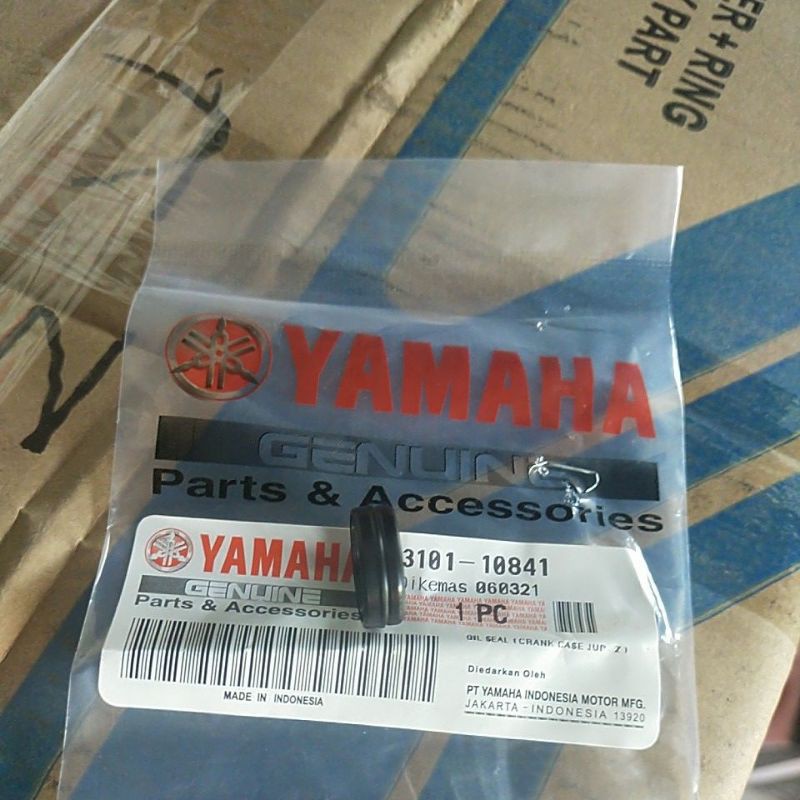 ER + RING
PART
YAMAHA
GENUINE
Parts & Accessories
YAMAHA
3101-10841
GENUINE
Dikemas 060321
Parts & Accessories
1 PC
OIL SEAL (CRANK CASE JUP Z)
Diedarkan Oleh
PT YAMAHA INDONESIA MOTOR MFG.
JAKARTA - INDONESIA 13920
MADE IN INDONESIA